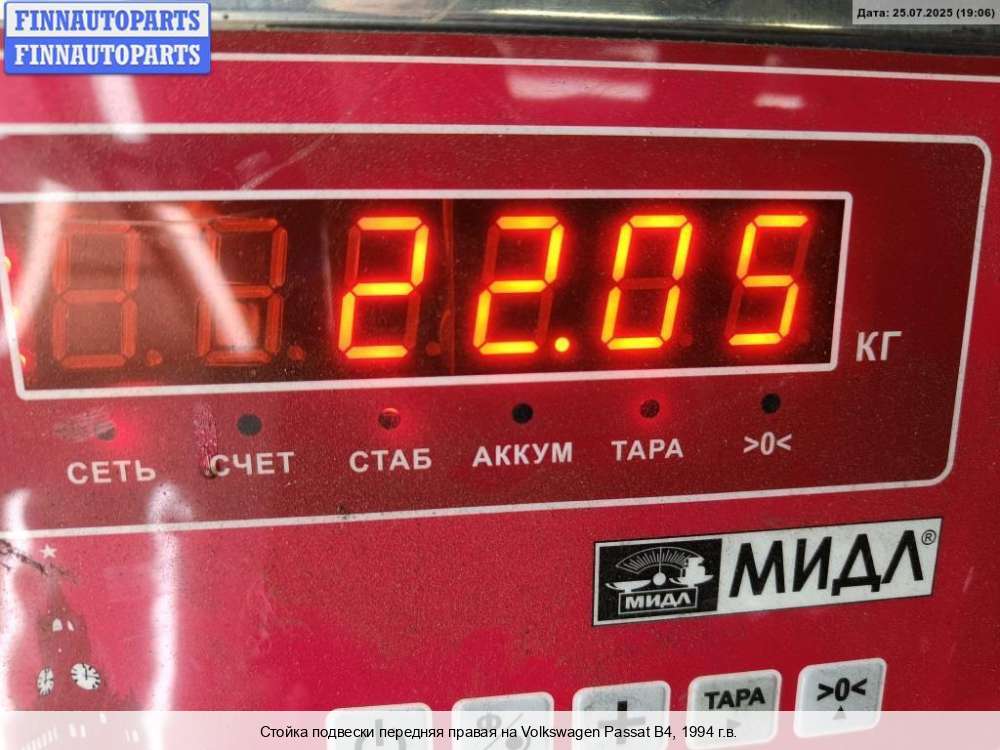 FINNAUTOPARTS
FINNAUTOPARTS
Дата: 25.07.2025 (19:06)
22.05
КГ
СЕТЬ СЧЕТ СТАБ АККУМ ТАРА >0<
МИДЛ МИДЛ®
ТАРА >0<
Стойка подвески передняя правая на Volkswagen Passat B4, 1994 г.в.